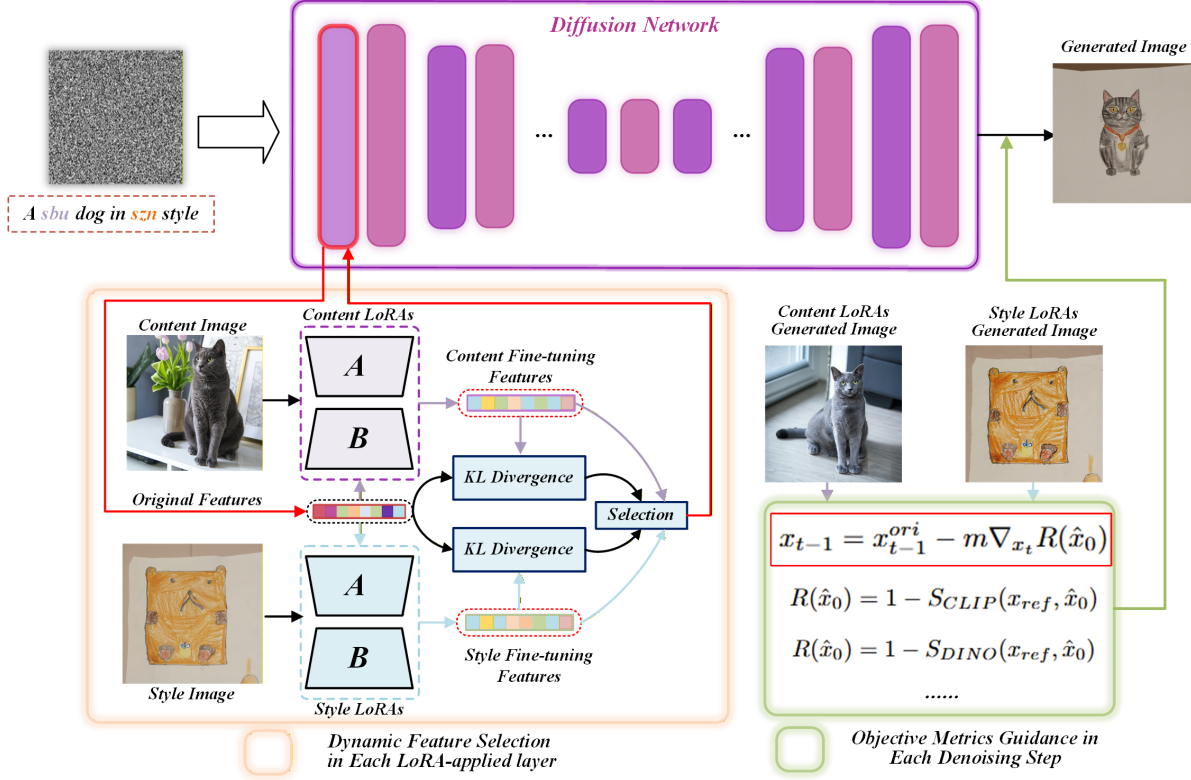 Diffusion Network
Generated Image
...
...
A sbu dog in szn style
Content LoRAs
Content Image
A
B
Content Fine-tuning
Features
KL Divergence
Original Features
Selection
KL Divergence
A
B
Style Fine-tuning
Features
Style Image
Style LoRAs
Content LoRAs
Generated Image
Style LoRAs
Generated Image
x_{t-1} = x_{t-1}^{ori} − m∇_{x_t} R(x̂_0)
R(x̂_0) = 1 − S_{CLIP}(x_{ref}, x̂_0)
R(x̂_0) = 1 − S_{DINO}(x_{ref}, x̂_0)
......
Dynamic Feature Selection
in Each LoRA-applied layer
Objective Metrics Guidance in
Each Denoising Step